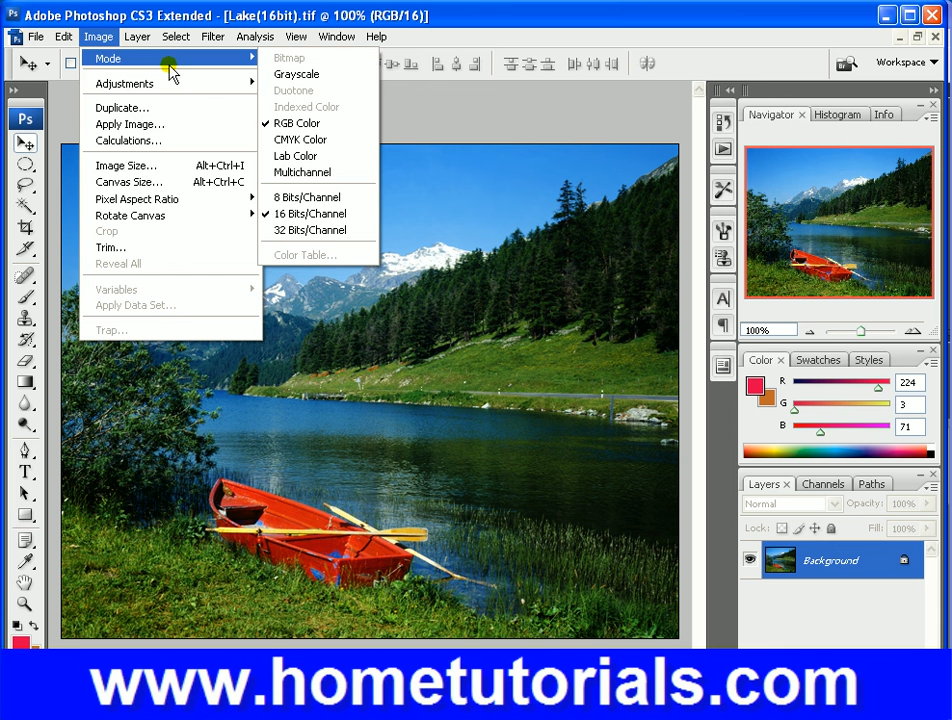 Ps Adobe Photoshop CS3 Extended - [Lake(16bit).tif @ 100% (RGB/16)]
Ps File Edit Image Layer Select Filter Analysis View Window Help
Mode
Adjustments
Duplicate...
Apply Image...
Calculations...
Image Size... Alt+Ctrl+I
Canvas Size... Alt+Ctrl+C
Pixel Aspect Ratio
Rotate Canvas
Crop
Trim...
Reveal All
Variables
Apply Data Set...
Trap...
Bitmap
Grayscale
Duotone
Indexed Color
RGB Color
CMYK Color
Lab Color
Multichannel
8 Bits/Channel
16 Bits/Channel
32 Bits/Channel
Color Table...
Workspace
Ps
T
A
Navigator × Histogram Info
100%
Color × Swatches Styles
R 224
G 3
B 71
Layers × Channels Paths
Normal Opacity: 100%
Lock: Fill: 100%
Background
www.hometutorials.com